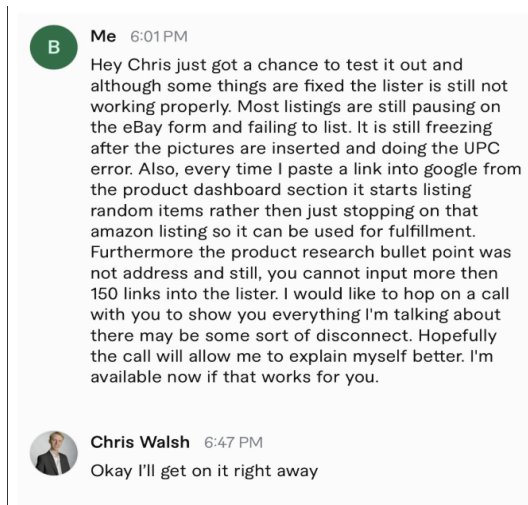 B
Me 6:01 PM
Hey Chris just got a chance to test it out and
although some things are fixed the lister is still not
working properly. Most listings are still pausing on
the eBay form and failing to list. It is still freezing
after the pictures are inserted and doing the UPC
error. Also, every time I paste a link into google from
the product dashboard section it starts listing
random items rather then just stopping on that
amazon listing so it can be used for fulfillment.
Furthermore the product research bullet point was
not address and still, you cannot input more then
150 links into the lister. I would like to hop on a call
with you to show you everything I'm talking about
there may be some sort of disconnect. Hopefully
the call will allow me to explain myself better. I'm
available now if that works for you.
Chris Walsh 6:47 PM
Okay I’ll get on it right away